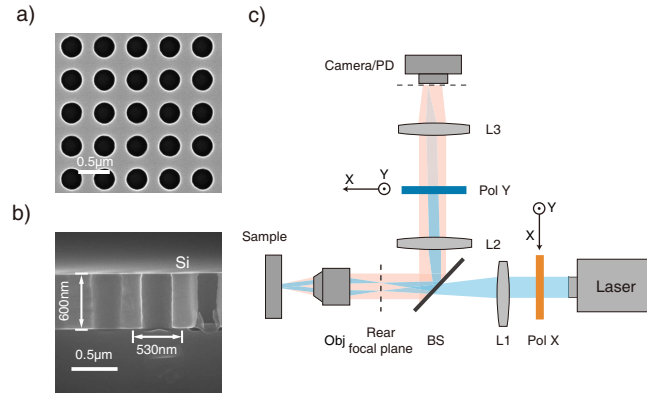 a)
0.5μm
b)
Si
600nm
530nm
0.5μm
c)
Camera/PD
L3
X
Y
Pol Y
L2
Y
X
Sample
Laser
Obj
Rear
focal plane
BS
L1
Pol X